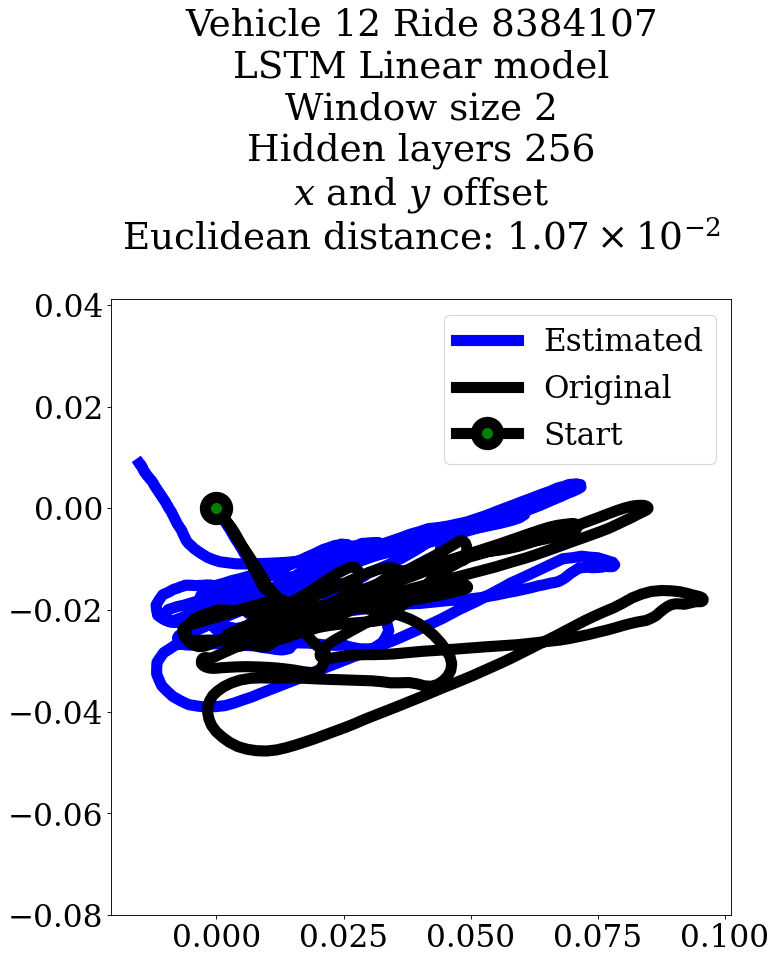 Vehicle 12 Ride 8384107
LSTM Linear model
Window size 2
Hidden layers 256
x and y offset
Euclidean distance: 1.07 × 10⁻²
0.04
0.02
0.00
−0.02
−0.04
−0.06
−0.08
Estimated
Original
Start
0.000 0.025 0.050 0.075 0.100